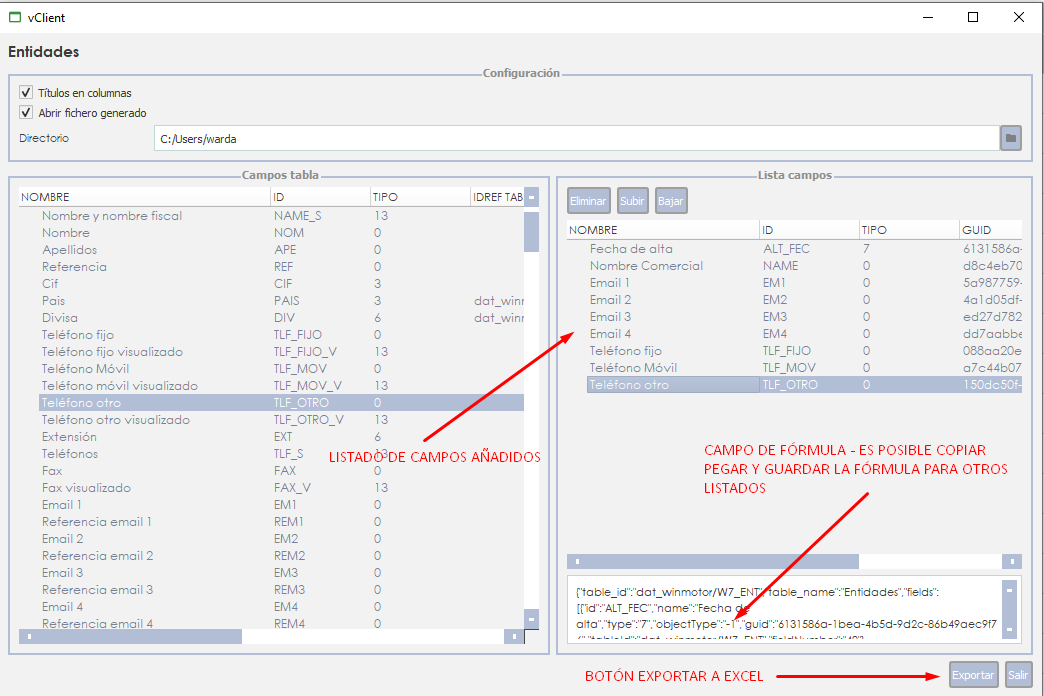 vClient
Entidades
Configuración
Títulos en columnas
Abrir fichero generado
Directorio C:/Users/warda
Campos tabla
NOMBRE ID TIPO IDREF TAB
Nombre y nombre fiscal NAME_S 13
Nombre NOM 0
Apellidos APE 0
Referencia REF 0
Cif CIF 3
Pais PAIS 3 dat_winr
Divisa DIV 6 dat_winr
Teléfono fijo TLF_FIJO 0
Teléfono fijo visualizado TLF_FIJO_V 13
Teléfono Móvil TLF_MOV 0
Teléfono móvil visualizado TLF_MOV_V 13
Teléfono otro TLF_OTRO 0
Teléfono otro visualizado TLF_OTRO_V 13
Extensión EXT 6
Teléfonos TLF_S 13
Fax FAX 0
Fax visualizado FAX_V 13
Email 1 EM1 0
Referencia email 1 REM1 0
Email 2 EM2 0
Referencia email 2 REM2 0
Email 3 EM3 0
Referencia email 3 REM3 0
Email 4 EM4 0
Referencia email 4 REM4 0
LISTADO DE CAMPOS AÑADIDOS
Lista campos
Eliminar Subir Bajar
NOMBRE ID TIPO GUID
Fecha de alta ALT_FEC 7 6131586a-
Nombre Comercial NAME 0 d8c4eb70
Email 1 EM1 0 5a987759-
Email 2 EM2 0 4a1d05df-
Email 3 EM3 0 ed27d782
Email 4 EM4 0 dd7aabbe
Teléfono fijo TLF_FIJO 0 088aa20e
Teléfono Móvil TLF_MOV 0 a7c44b07
Teléfono otro TLF_OTRO 0 150dc50f-
CAMPO DE FÓRMULA - ES POSIBLE COPIAR
PEGAR Y GUARDAR LA FÓRMULA PARA OTROS
LISTADOS
{"table_id":"dat_winmotor/W7_ENT","table_name":"Entidades","fields":
[{"id":"ALT_FEC","name":"Fecha de
alta","type":"7","objectType":"-1","guid":"6131586a-1bea-4b5d-9d2c-86b49aec9f7
BOTÓN EXPORTAR A EXCEL
Exportar Salir